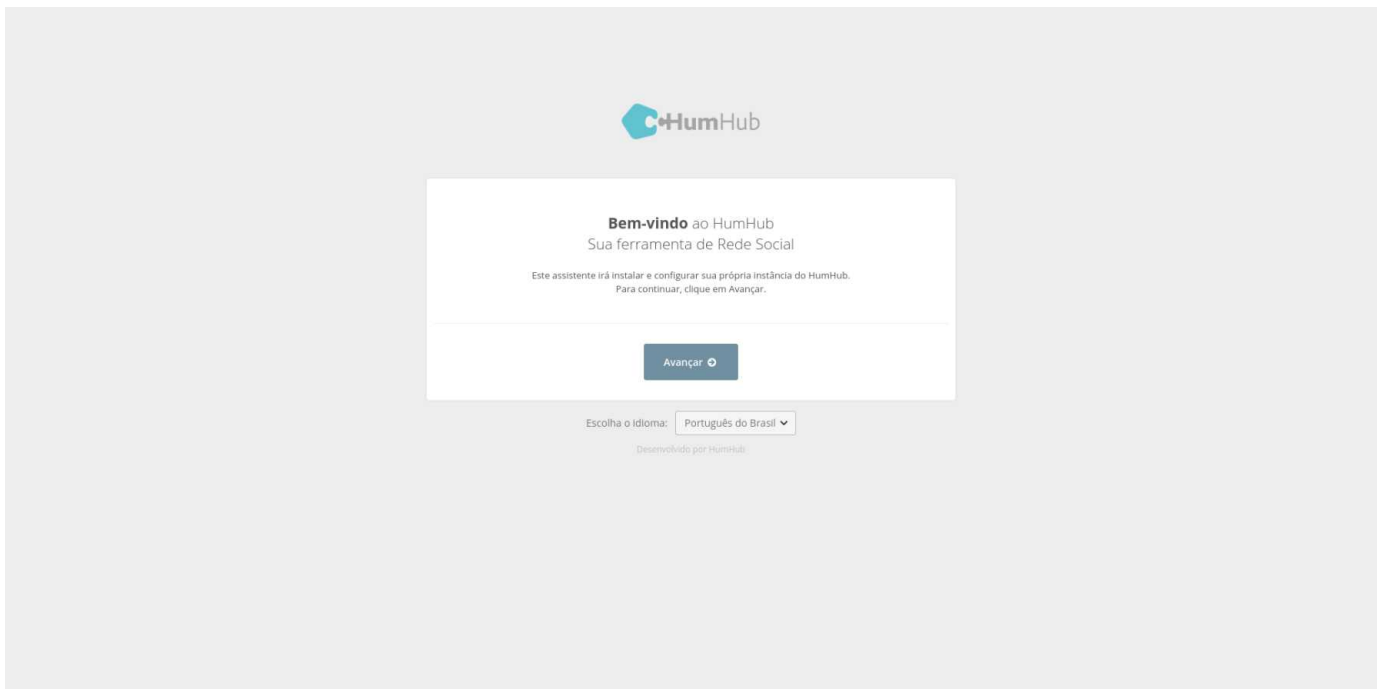 HumHub
Bem-vindo ao HumHub
Sua ferramenta de Rede Social
Este assistente irá instalar e configurar sua própria instância do HumHub.
Para continuar, clique em Avançar.
Avançar
Escolha o idioma: Português do Brasil
Desenvolvido por HumHub